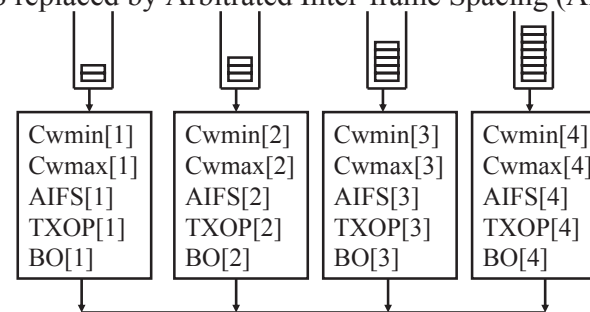 replaced by Arbitrated Inter-frame Spacing (A
Cwmin[1] Cwmin[2] Cwmin[3] Cwmin[4]
Cwmax[1] Cwmax[2] Cwmax[3] Cwmax[4]
AIFS[1] AIFS[2] AIFS[3] AIFS[4]
TXOP[1] TXOP[2] TXOP[3] TXOP[4]
BO[1] BO[2] BO[3] BO[4]